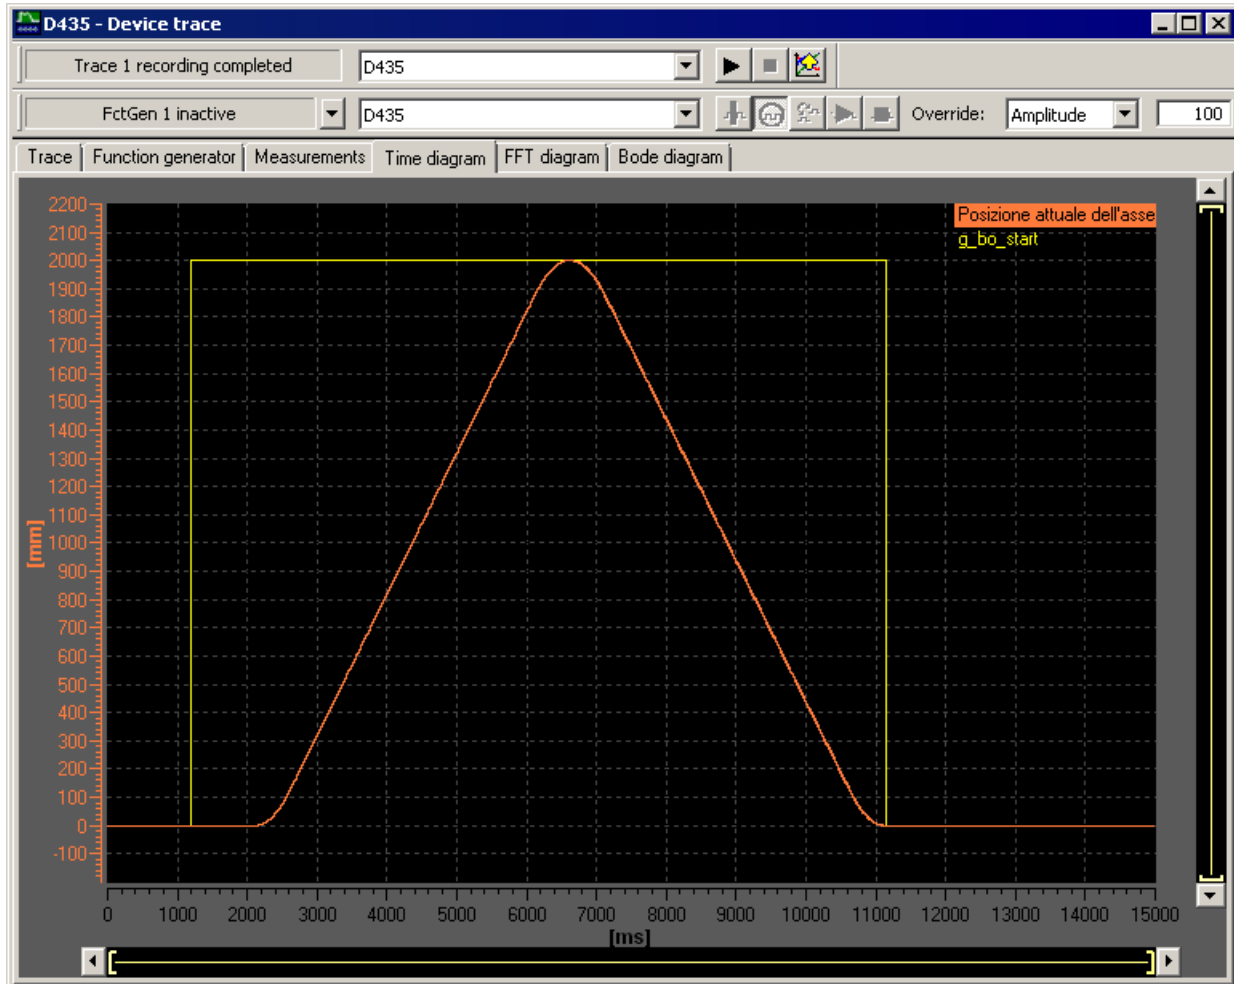 D435 - Device trace
Trace 1 recording completed D435
FctGen 1 inactive D435 Override: Amplitude 100
Trace Function generator Measurements Time diagram FFT diagram Bode diagram
Posizione attuale dell'asse
g_bo_start
2200
2100
2000
1900
1800
1700
1600
1500
1400
1300
1200
1100
1000
900
800
700
600
500
400
300
200
100
0
-100
[mm]
0 1000 2000 3000 4000 5000 6000 7000 8000 9000 10000 11000 12000 13000 14000 15000
[ms]